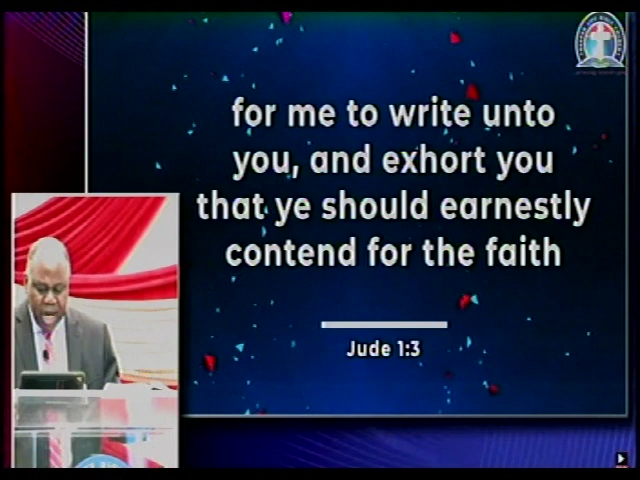 for me to write unto
you, and exhort you
that ye should earnestly
contend for the faith
Jude 1:3